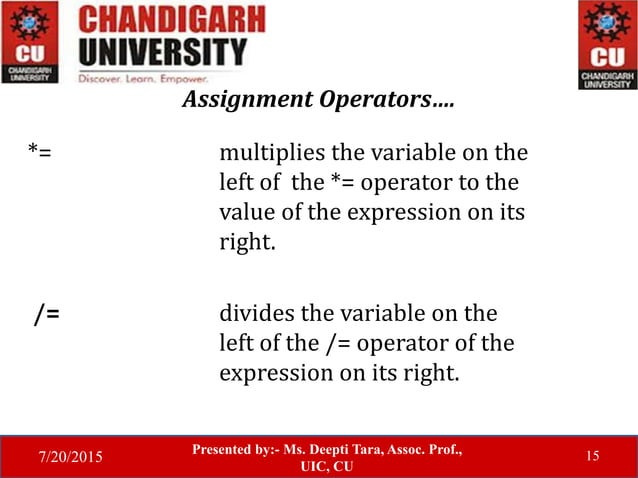 CU
CHANDIGARH
UNIVERSITY
CHANDIGARH
UNIVERSITY
Discover. Learn. Empower.
CU
CHANDIGARH
UNIVERSITY
Assignment Operators….
*= multiplies the variable on the
left of the *= operator to the
value of the expression on its
right.
/= divides the variable on the
left of the /= operator of the
expression on its right.
7/20/2015
Presented by:- Ms. Deepti Tara, Assoc. Prof.,
UIC, CU
15